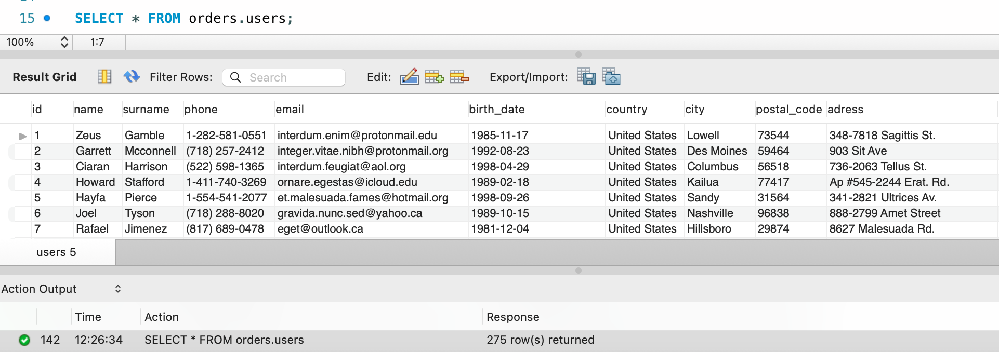 15 SELECT * FROM orders.users;
100% 1:7
Result Grid Filter Rows: Search Edit: Export/Import:
id name surname phone email birth_date country city postal_code adress
1 Zeus Gamble 1-282-581-0551 interdum.enim@protonmail.edu 1985-11-17 United States Lowell 73544 348-7818 Sagittis St.
2 Garrett Mcconnell (718) 257-2412 integer.vitae.nibh@protonmail.org 1992-08-23 United States Des Moines 59464 903 Sit Ave
3 Ciaran Harrison (522) 598-1365 interdum.feugiat@aol.org 1998-04-29 United States Columbus 56518 736-2063 Tellus St.
4 Howard Stafford 1-411-740-3269 ornare.egestas@icloud.edu 1989-02-18 United States Kailua 77417 Ap #545-2244 Erat. Rd.
5 Hayfa Pierce 1-554-541-2077 et.malesuada.fames@hotmail.org 1998-09-26 United States Sandy 31564 341-2821 Ultrices Av.
6 Joel Tyson (718) 288-8020 gravida.nunc.sed@yahoo.ca 1989-10-15 United States Nashville 96838 888-2799 Amet Street
7 Rafael Jimenez (817) 689-0478 eget@outlook.ca 1981-12-04 United States Hillsboro 29874 8627 Malesuada Rd.
users 5
Action Output
Time Action Response
142 12:26:34 SELECT * FROM orders.users 275 row(s) returned